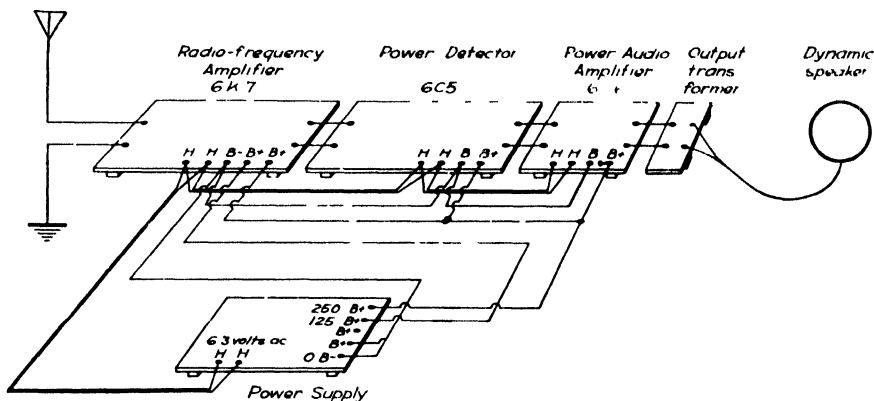 Radio-frequency
Amplifier
6K7
Power Detector
6C5
Power Audio
Amplifier
Output
trans
former
Dynamic
speaker
H H B- B+ B+
H H B B+
H H B B+
250 B+
125 B+
B+
B+
0 B-
6 3 volts ac
H H
Power Supply